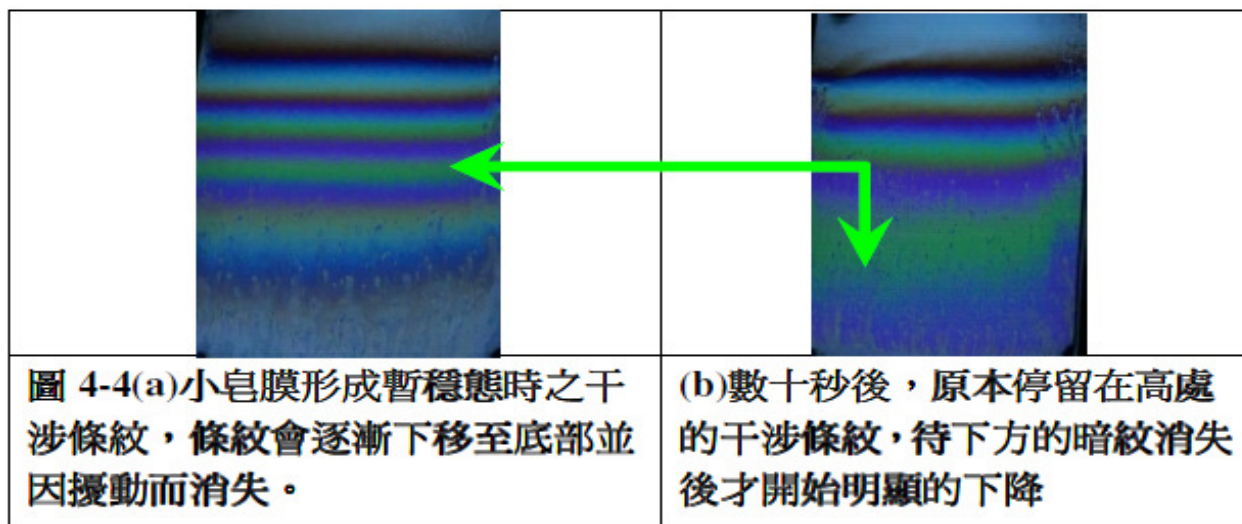 圖 4-4(a)小皂膜形成暫穩態時之干
涉條紋，條紋會逐漸下移至底部並
因擾動而消失。
(b)數十秒後，原本停留在高處
的干涉條紋，待下方的暗紋消失
後才開始明顯的下降